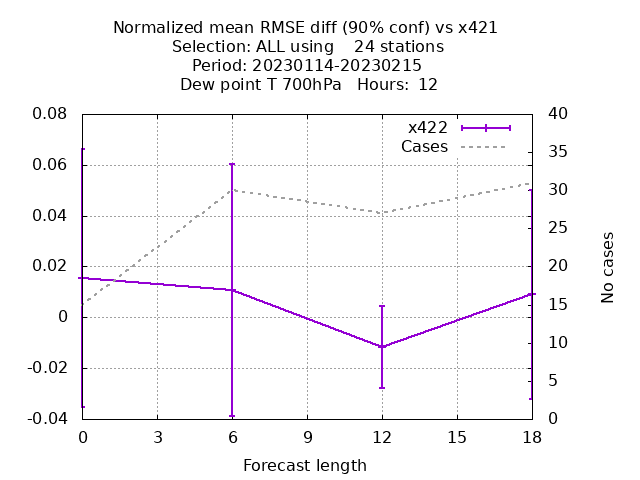 Normalized mean RMSE diff (90% conf) vs x421
Selection: ALL using    24 stations
Period: 20230114-20230215
Dew point T 700hPa   Hours:  12
x422
Cases
0.08
0.06
0.04
0.02
0
-0.02
-0.04
40
35
30
25
20
15
10
5
0
No cases
0 3 6 9 12 15 18
Forecast length